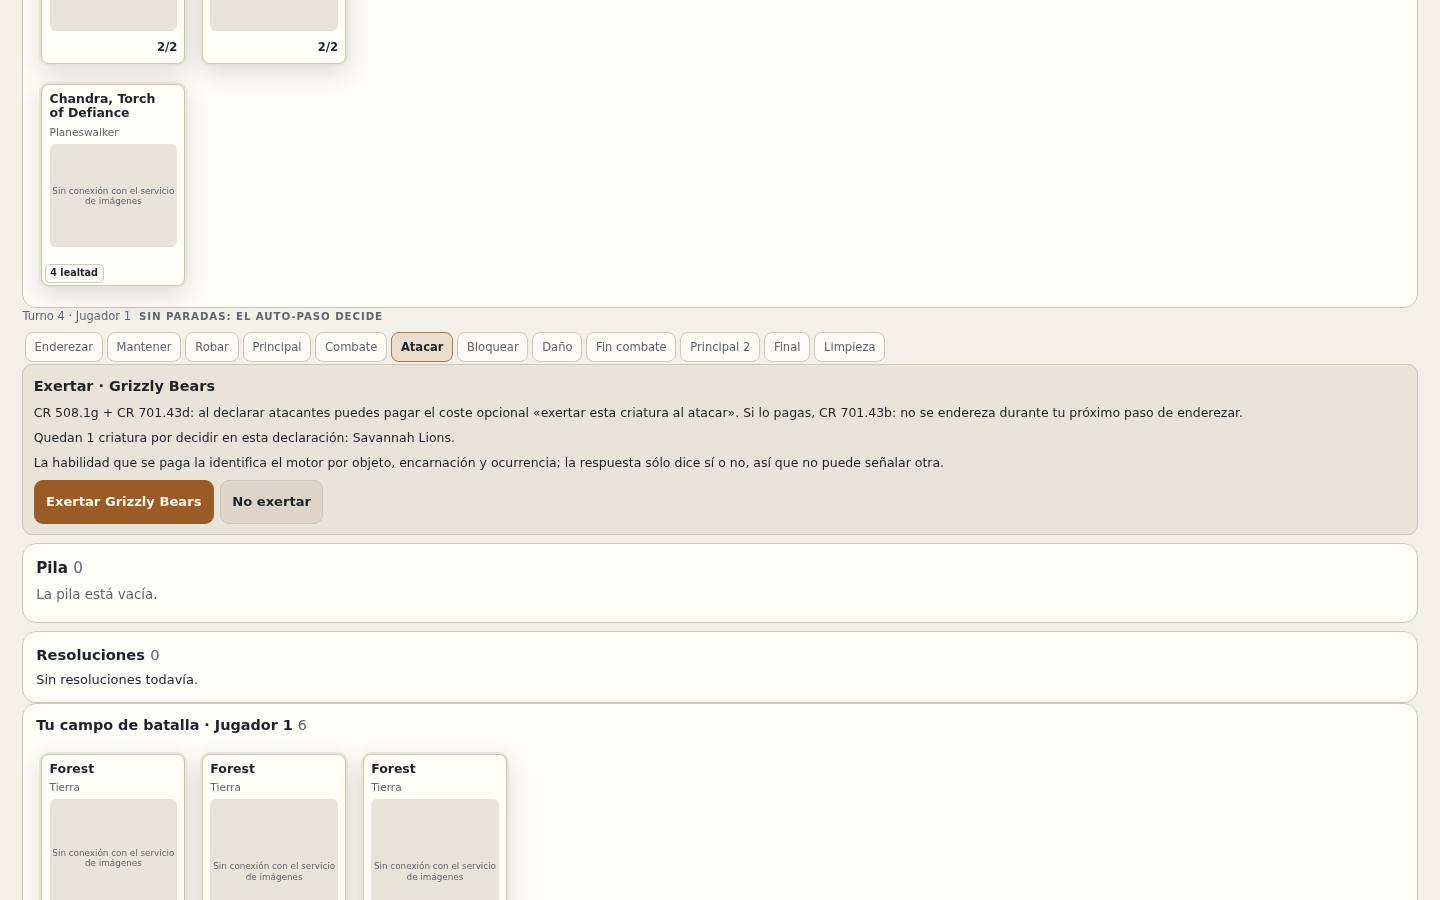 2/2
2/2
Chandra, Torch
of Defiance
Planeswalker
Sin conexión con el servicio
de imágenes
4 lealtad
Turno 4 · Jugador 1 SIN PARADAS: EL AUTO-PASO DECIDE
Enderezar Mantener Robar Principal Combate Atacar Bloquear Daño Fin combate Principal 2 Final Limpieza
Exertar · Grizzly Bears
CR 508.1g + CR 701.43d: al declarar atacantes puedes pagar el coste opcional «exertar esta criatura al atacar». Si lo pagas, CR 701.43b: no se endereza durante tu próximo paso de enderezar.
Quedan 1 criatura por decidir en esta declaración: Savannah Lions.
La habilidad que se paga la identifica el motor por objeto, encarnación y ocurrencia; la respuesta sólo dice sí o no, así que no puede señalar otra.
Exertar Grizzly Bears No exertar
Pila 0
La pila está vacía.
Resoluciones 0
Sin resoluciones todavía.
Tu campo de batalla · Jugador 1 6
Forest
Tierra
Sin conexión con el servicio
de imágenes
Forest
Tierra
Sin conexión con el servicio
de imágenes
Forest
Tierra
Sin conexión con el servicio
de imágenes